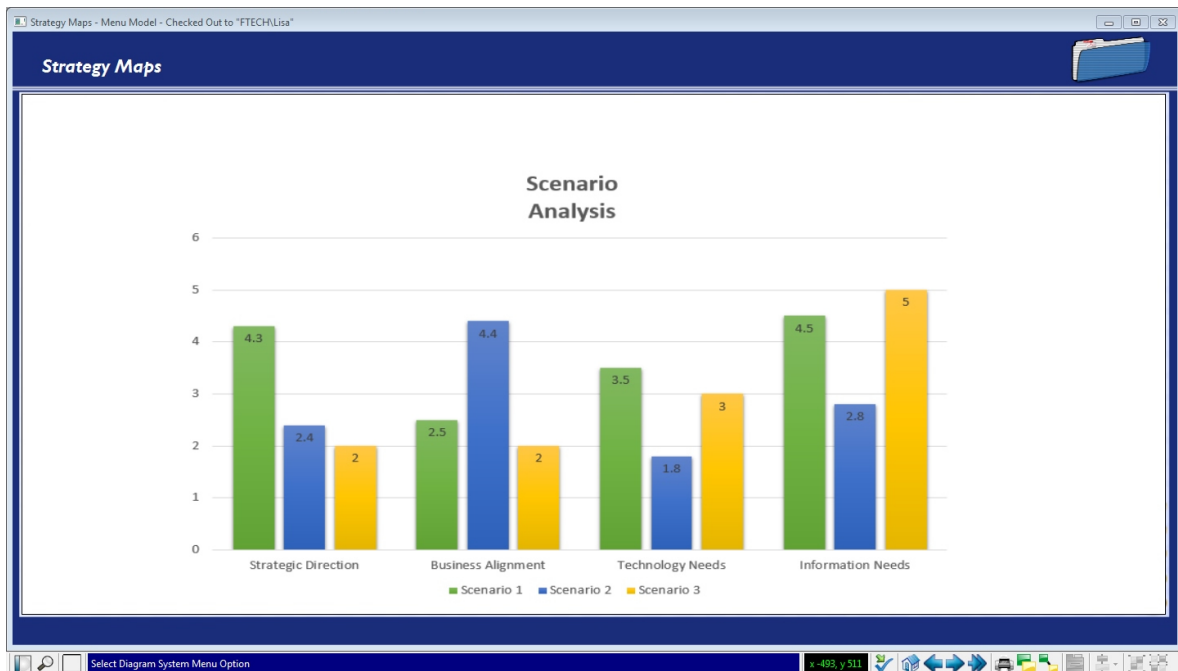 Strategy Maps - Menu Model - Checked Out to "FTECH\Lisa"
Strategy Maps
Scenario
Analysis
6
5
4
3
2
1
0
4.3
2.4
2
2.5
4.4
2
3.5
1.8
3
4.5
2.8
5
Strategic Direction
Business Alignment
Technology Needs
Information Needs
Scenario 1
Scenario 2
Scenario 3
Select Diagram System Menu Option
x -493, y 511